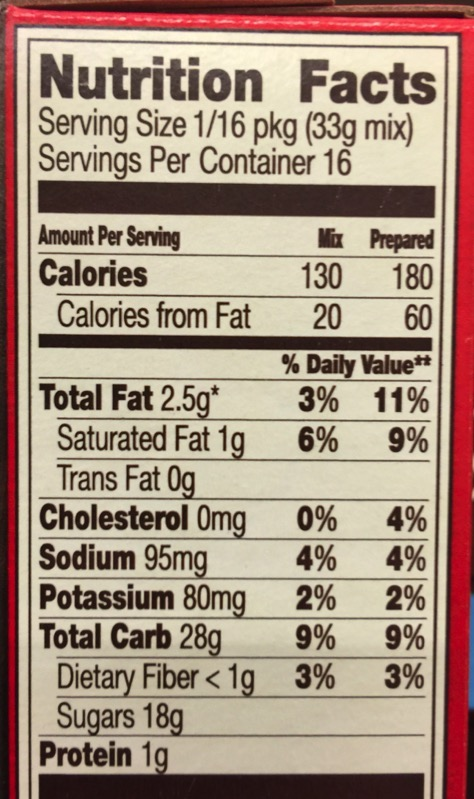 Nutrition Facts
Serving Size 1/16 pkg (33g mix)
Servings Per Container 16
Amount Per Serving Mix Prepared
Calories 130 180
Calories from Fat 20 60
% Daily Value**
Total Fat 2.5g* 3% 11%
Saturated Fat 1g 6% 9%
Trans Fat 0g
Cholesterol 0mg 0% 4%
Sodium 95mg 4% 4%
Potassium 80mg 2% 2%
Total Carb 28g 9% 9%
Dietary Fiber < 1g 3% 3%
Sugars 18g
Protein 1g